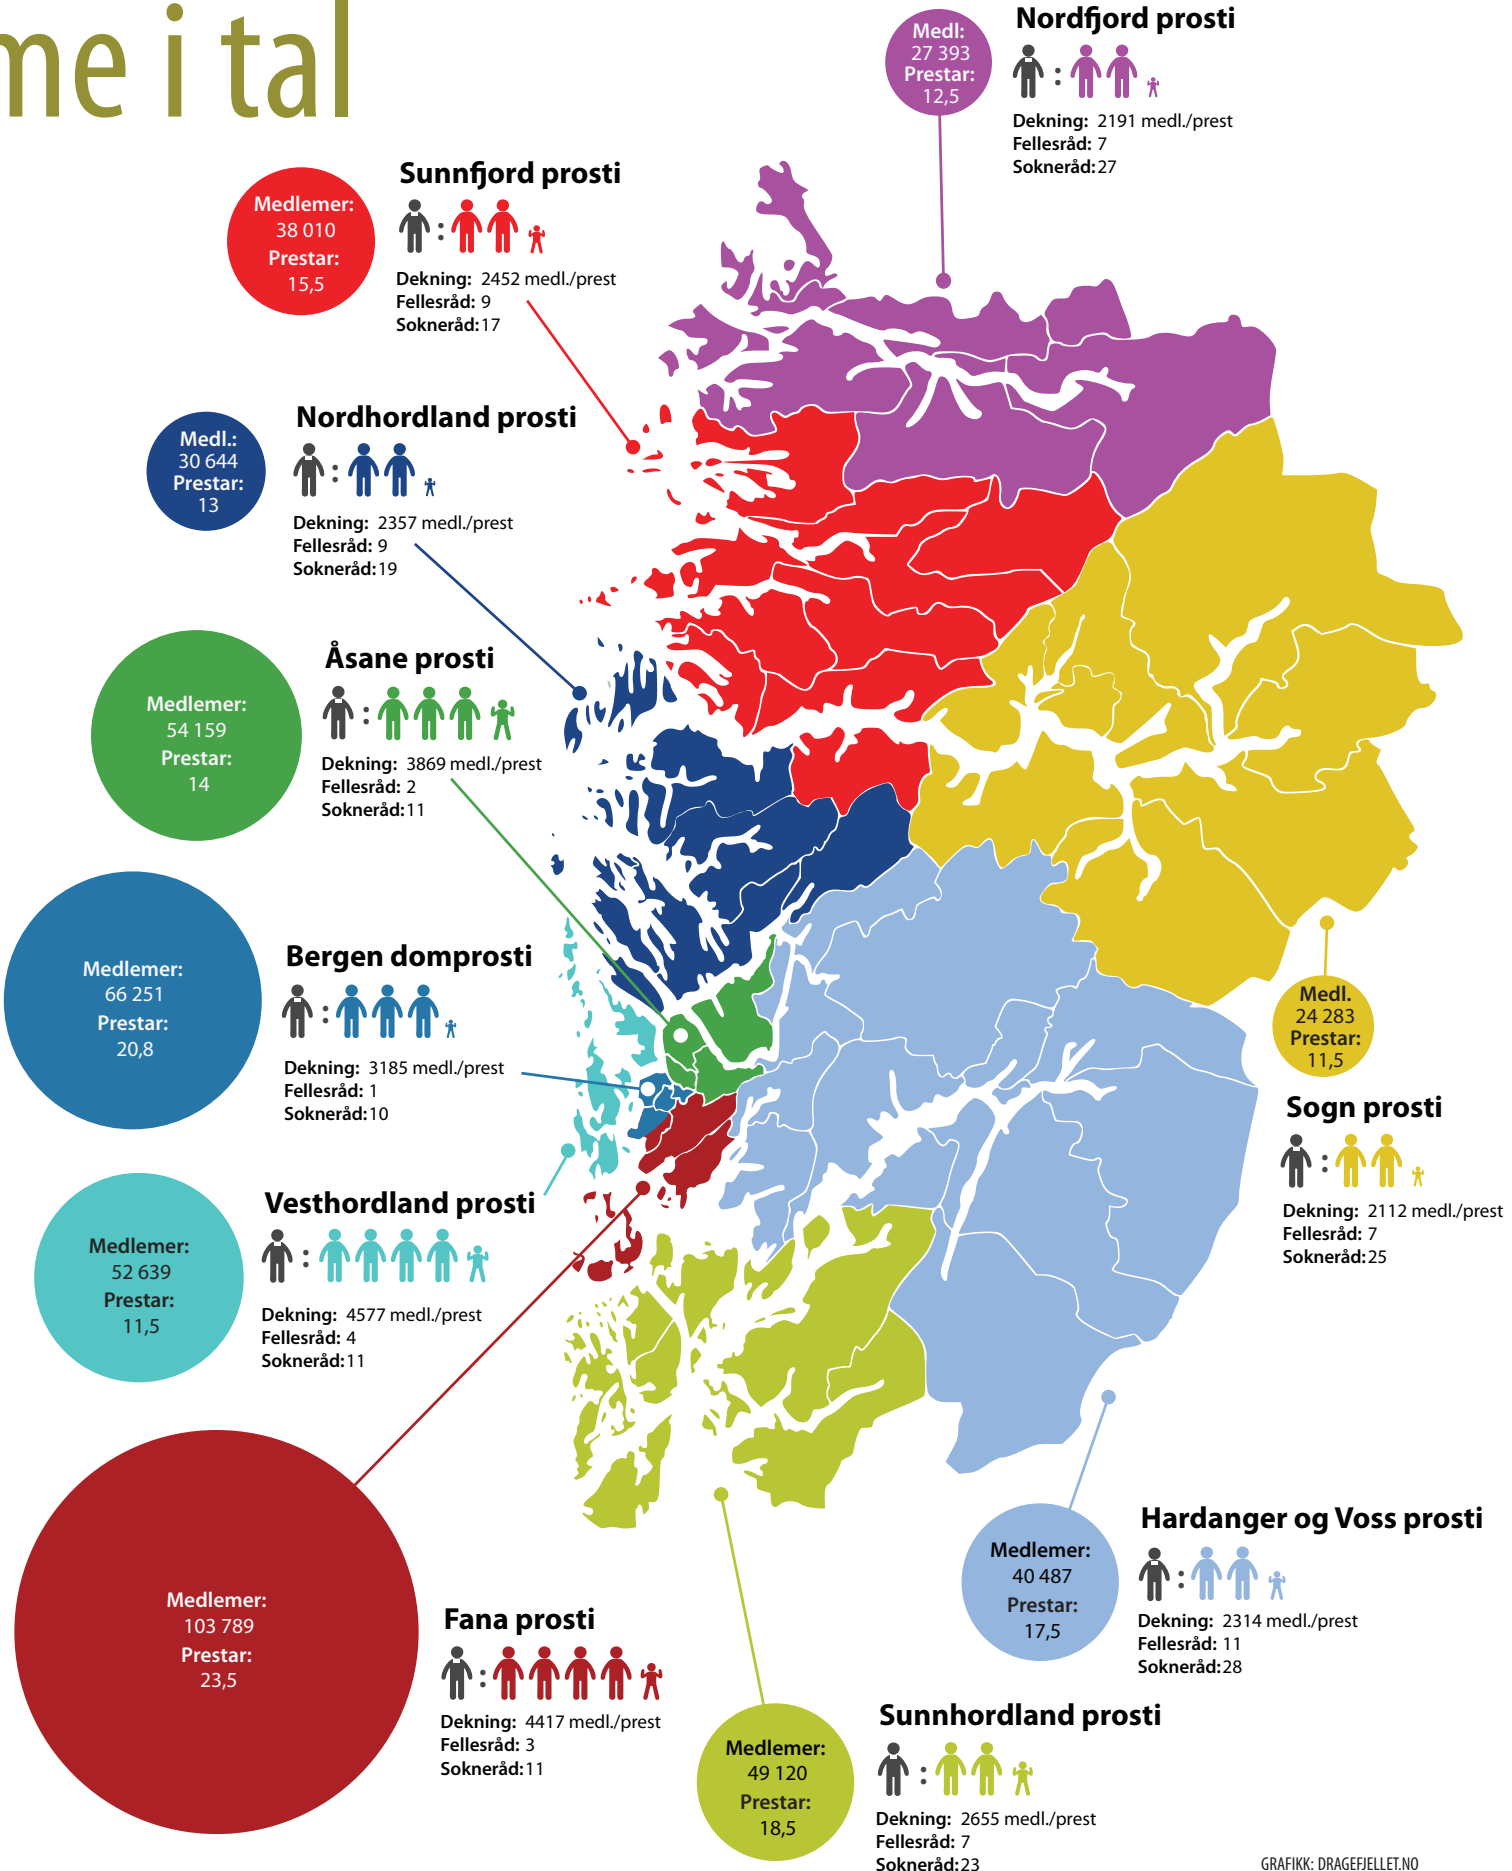 me i tal
Nordfjord prosti
Medl:
27 393
Prestar:
12,5
Dekning: 2191 medl./prest
Fellesråd: 7
Sokneråd:27
Sunnfjord prosti
Medlemer:
38 010
Prestar:
15,5
Dekning: 2452 medl./prest
Fellesråd: 9
Sokneråd:17
Nordhordland prosti
Medl.:
30 644
Prestar:
13
Dekning: 2357 medl./prest
Fellesråd: 9
Sokneråd:19
Åsane prosti
Medlemer:
54 159
Prestar:
14
Dekning: 3869 medl./prest
Fellesråd: 2
Sokneråd:11
Bergen domprosti
Medlemer:
66 251
Prestar:
20,8
Dekning: 3185 medl./prest
Fellesråd: 1
Sokneråd:10
Medl.
24 283
Prestar:
11,5
Sogn prosti
Dekning: 2112 medl./prest
Fellesråd: 7
Sokneråd:25
Vesthordland prosti
Medlemer:
52 639
Prestar:
11,5
Dekning: 4577 medl./prest
Fellesråd: 4
Sokneråd:11
Hardanger og Voss prosti
Medlemer:
40 487
Prestar:
17,5
Dekning: 2314 medl./prest
Fellesråd: 11
Sokneråd:28
Medlemer:
103 789
Prestar:
23,5
Fana prosti
Dekning: 4417 medl./prest
Fellesråd: 3
Sokneråd:11
Sunnhordland prosti
Medlemer:
49 120
Prestar:
18,5
Dekning: 2655 medl./prest
Fellesråd: 7
Sokneråd:23
GRAFIKK: DRAGEFJELLET.NO